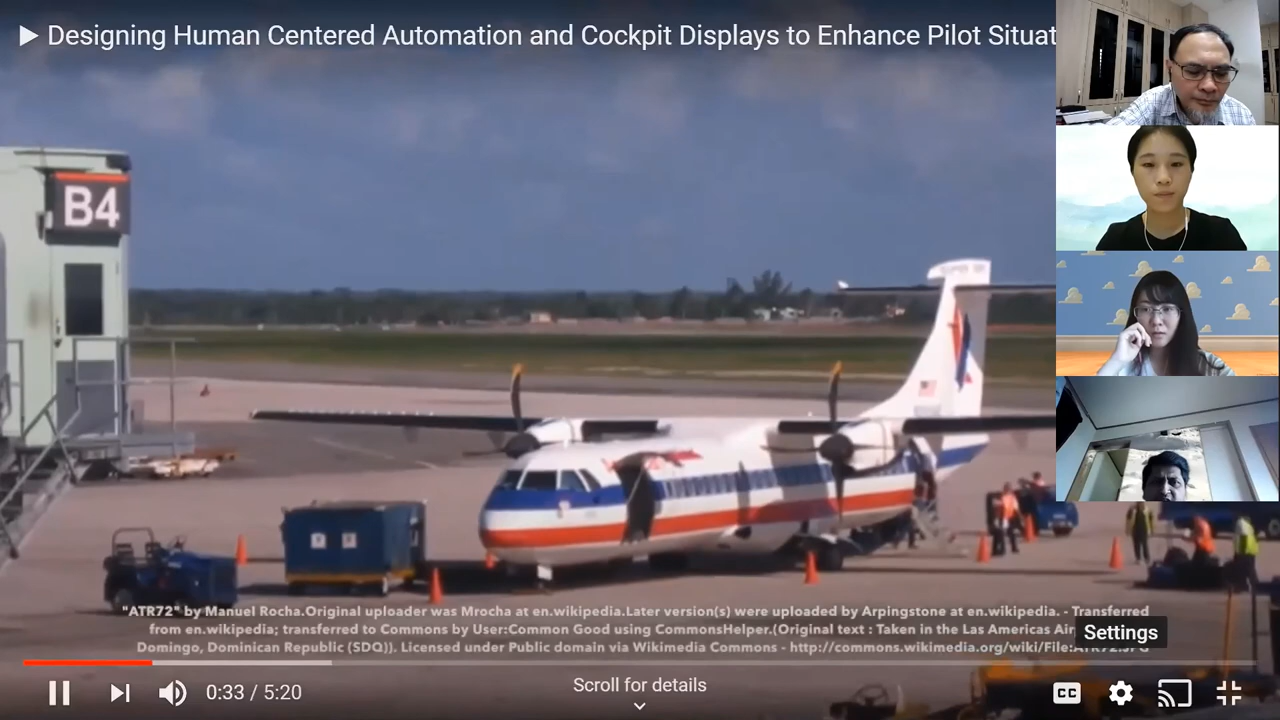 Designing Human Centered Automation and Cockpit Displays to Enhance Pilot Situat
B4
"ATR72" by Manuel Rocha.Original uploader was Mrocha at en.wikipedia.Later version(s) were uploaded by Arpingstone at en.wikipedia. - Transferred
from en.wikipedia; transferred to Commons by User:Common Good using CommonsHelper.(Original text : Taken in the Las Americas Air
Settings
Domingo, Dominican Republic (SDQ)). Licensed under Public domain via Wikimedia Commons - http://commons.wikimedia.org/wiki/File:ATR72.JPG
0:33 / 5:20
Scroll for details
CC